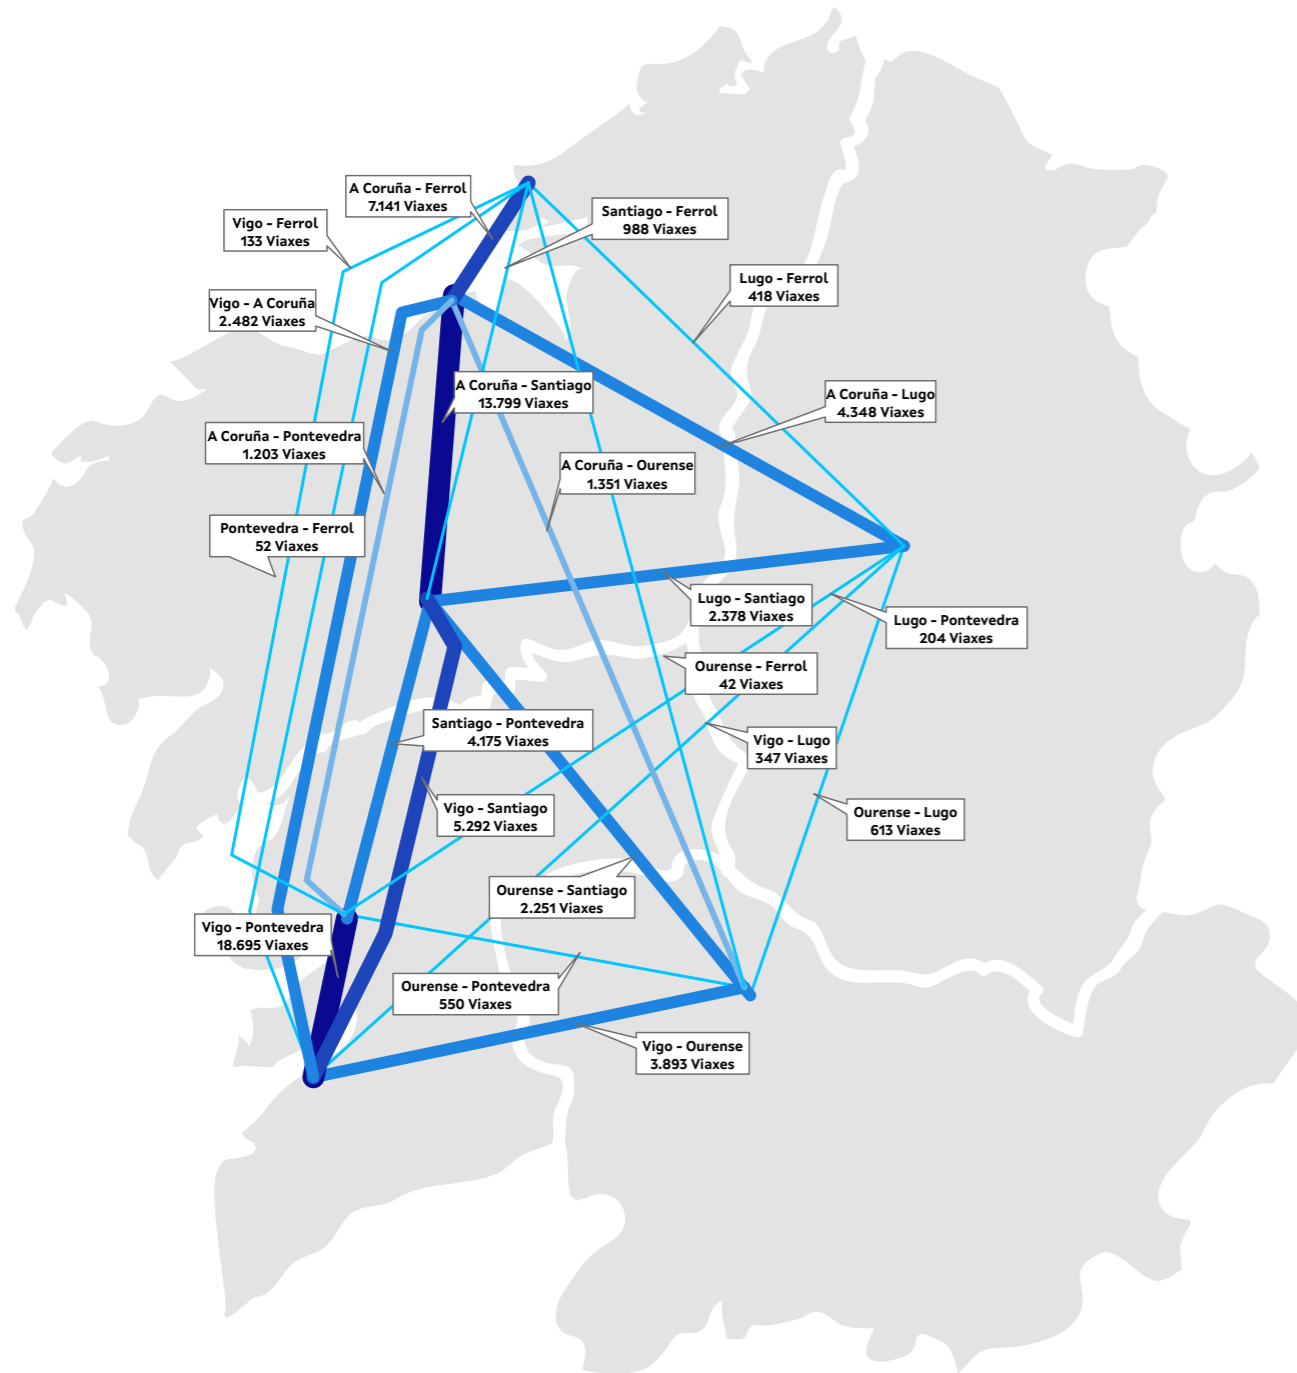 A Coruña - Ferrol
7.141 Viaxes
Santiago - Ferrol
988 Viaxes
Vigo - Ferrol
133 Viaxes
Lugo - Ferrol
418 Viaxes
Vigo - A Coruña
2.482 Viaxes
A Coruña - Santiago
13.799 Viaxes
A Coruña - Lugo
4.348 Viaxes
A Coruña - Pontevedra
1.203 Viaxes
A Coruña - Ourense
1.351 Viaxes
Pontevedra - Ferrol
52 Viaxes
Lugo - Santiago
2.378 Viaxes
Lugo - Pontevedra
204 Viaxes
Ourense - Ferrol
42 Viaxes
Santiago - Pontevedra
4.175 Viaxes
Vigo - Lugo
347 Viaxes
Vigo - Santiago
5.292 Viaxes
Ourense - Lugo
613 Viaxes
Ourense - Santiago
2.251 Viaxes
Vigo - Pontevedra
18.695 Viaxes
Ourense - Pontevedra
550 Viaxes
Vigo - Ourense
3.893 Viaxes